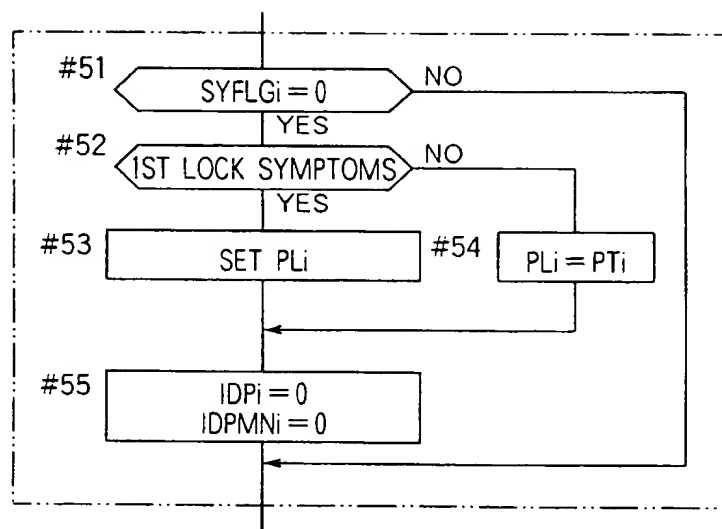 #51
SYFLGi = 0
NO
YES
#52
1ST LOCK SYMPTOMS
NO
YES
#53
SET PLi
#54
PLi = PTi
#55
IDPi = 0
IDPMNi = 0